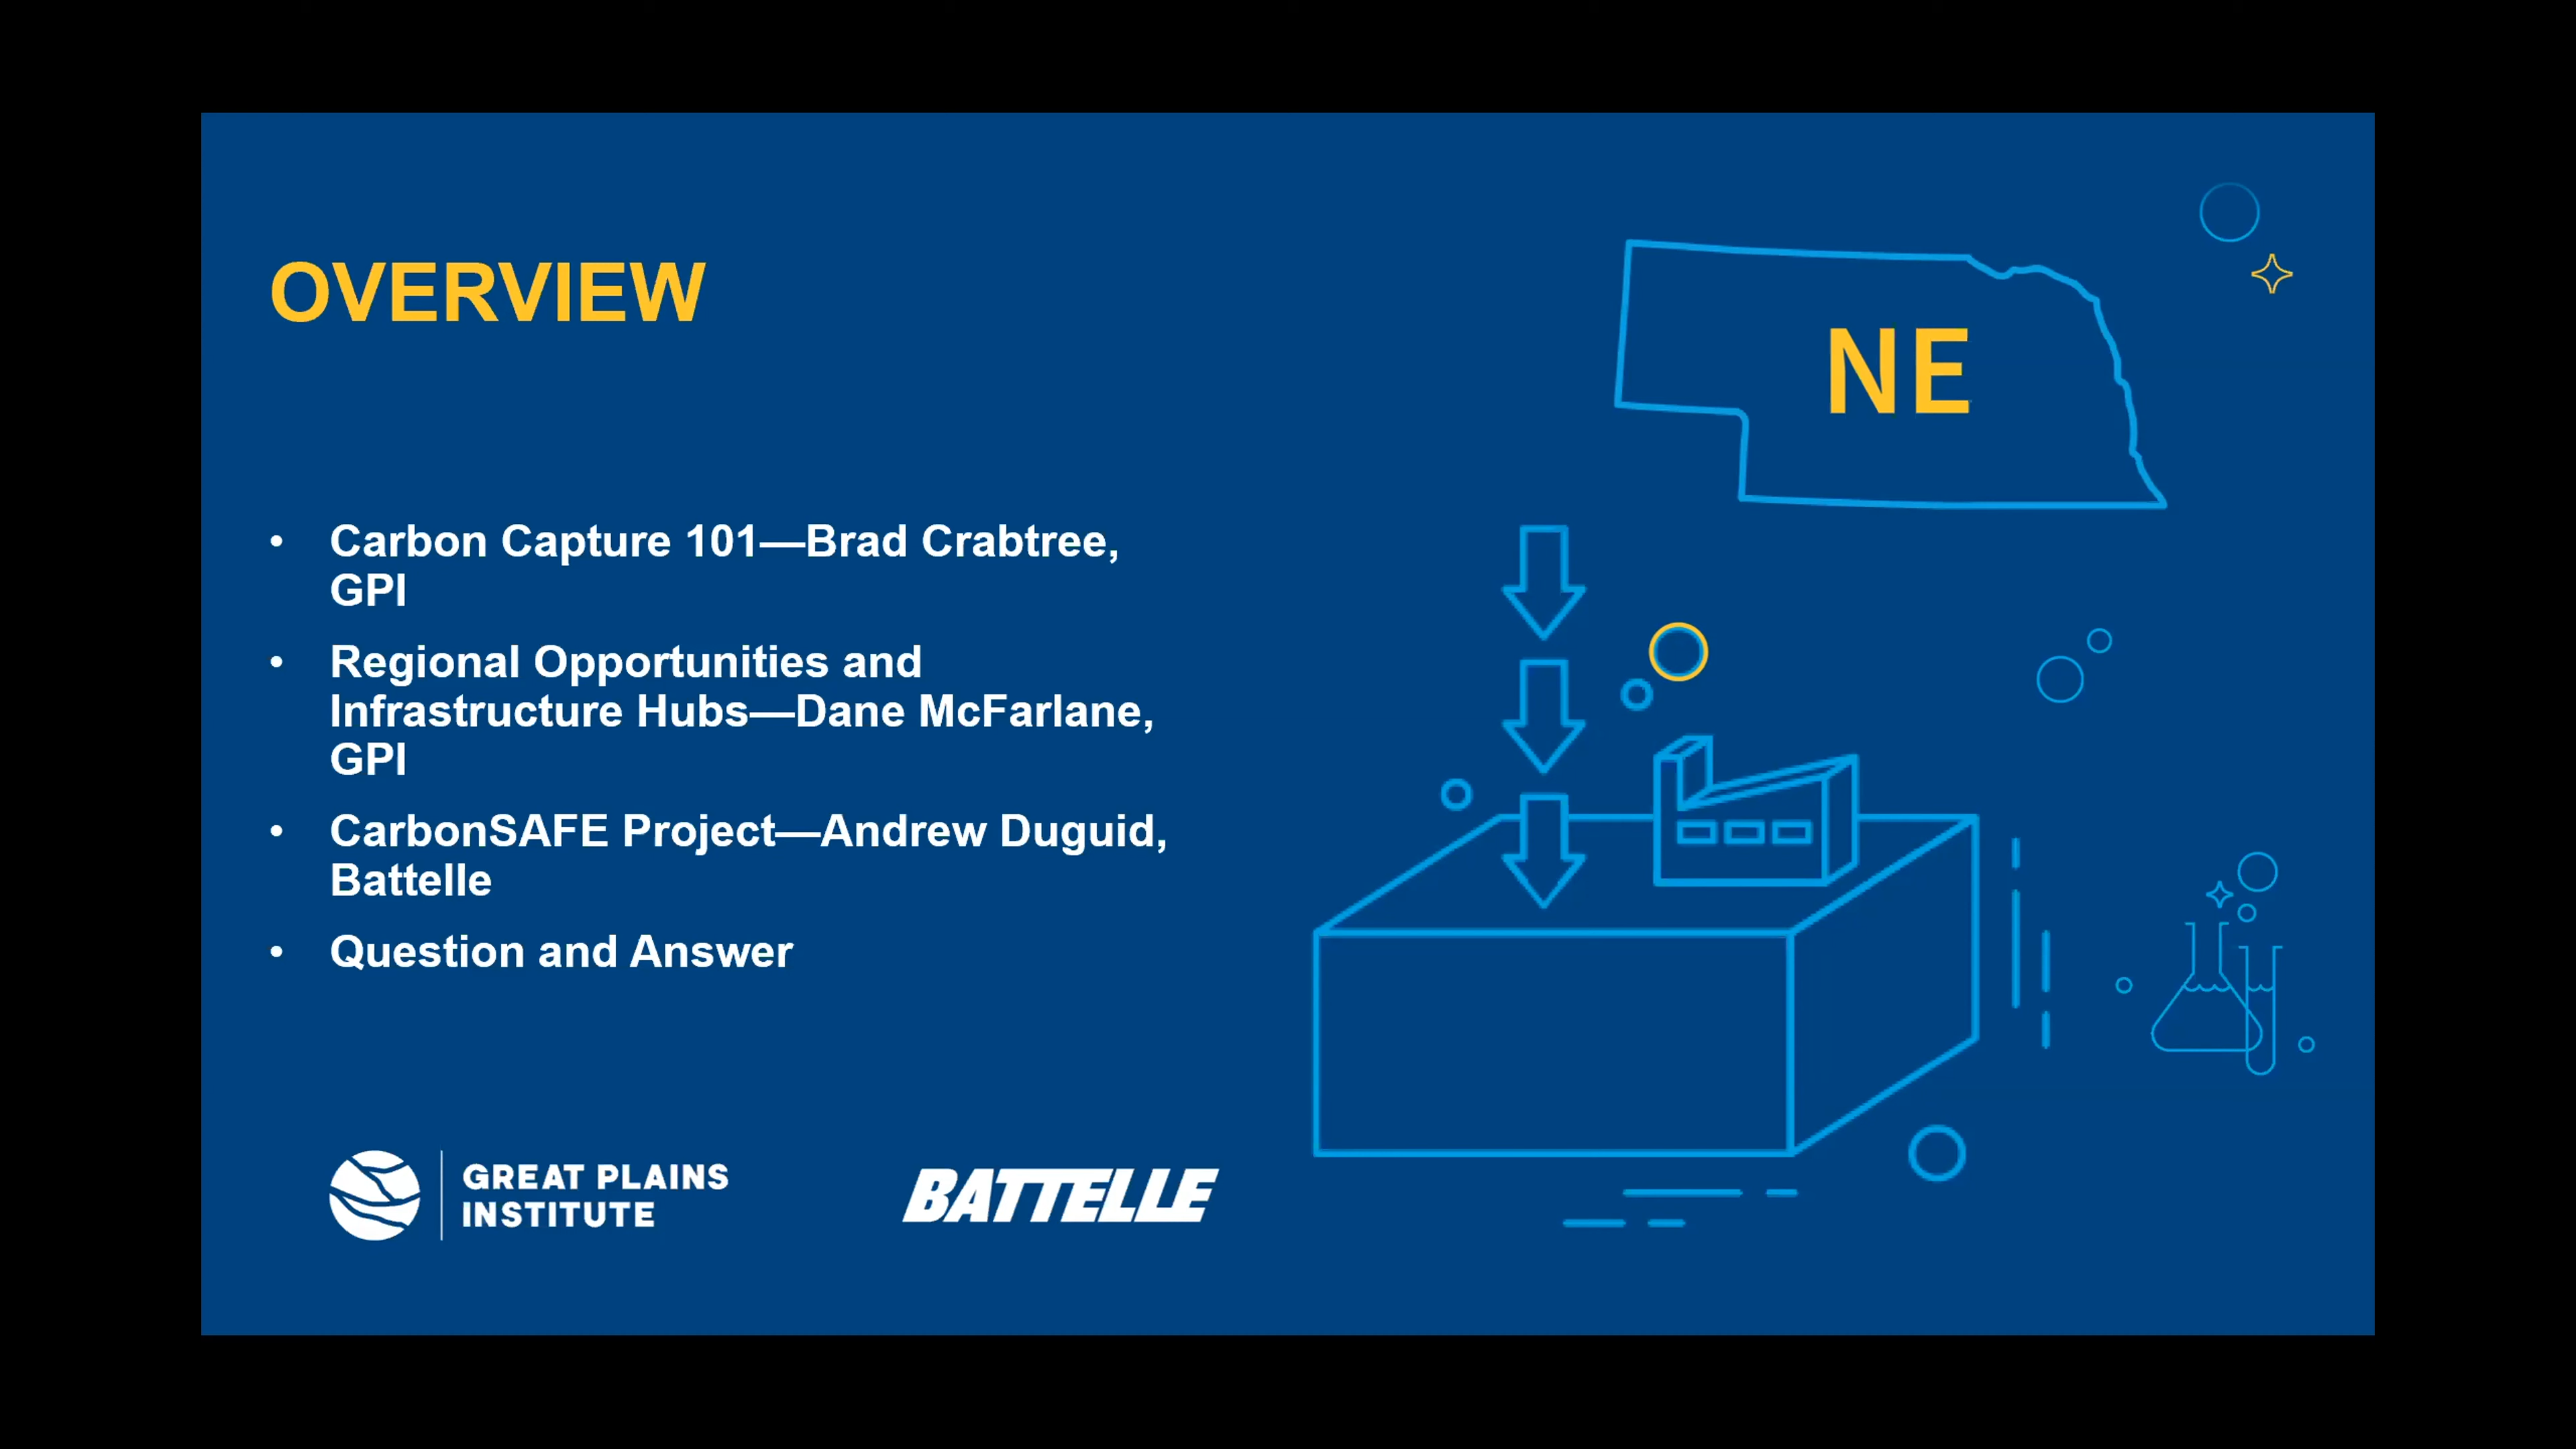 OVERVIEW
NE
• Carbon Capture 101—Brad Crabtree,
GPI
• Regional Opportunities and
Infrastructure Hubs—Dane McFarlane,
GPI
• CarbonSAFE Project—Andrew Duguid,
Battelle
• Question and Answer
GREAT PLAINS
INSTITUTE
BATTELLE